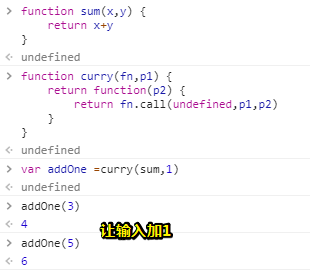 > function sum(x,y) {
return x+y
}
<· undefined
> function curry(fn,p1) {
return function(p2) {
return fn.call(undefined,p1,p2)
}
}
<· undefined
> var addOne =curry(sum,1)
<· undefined
> addOne(3)
<· 4
让输入加1
> addOne(5)
<· 6